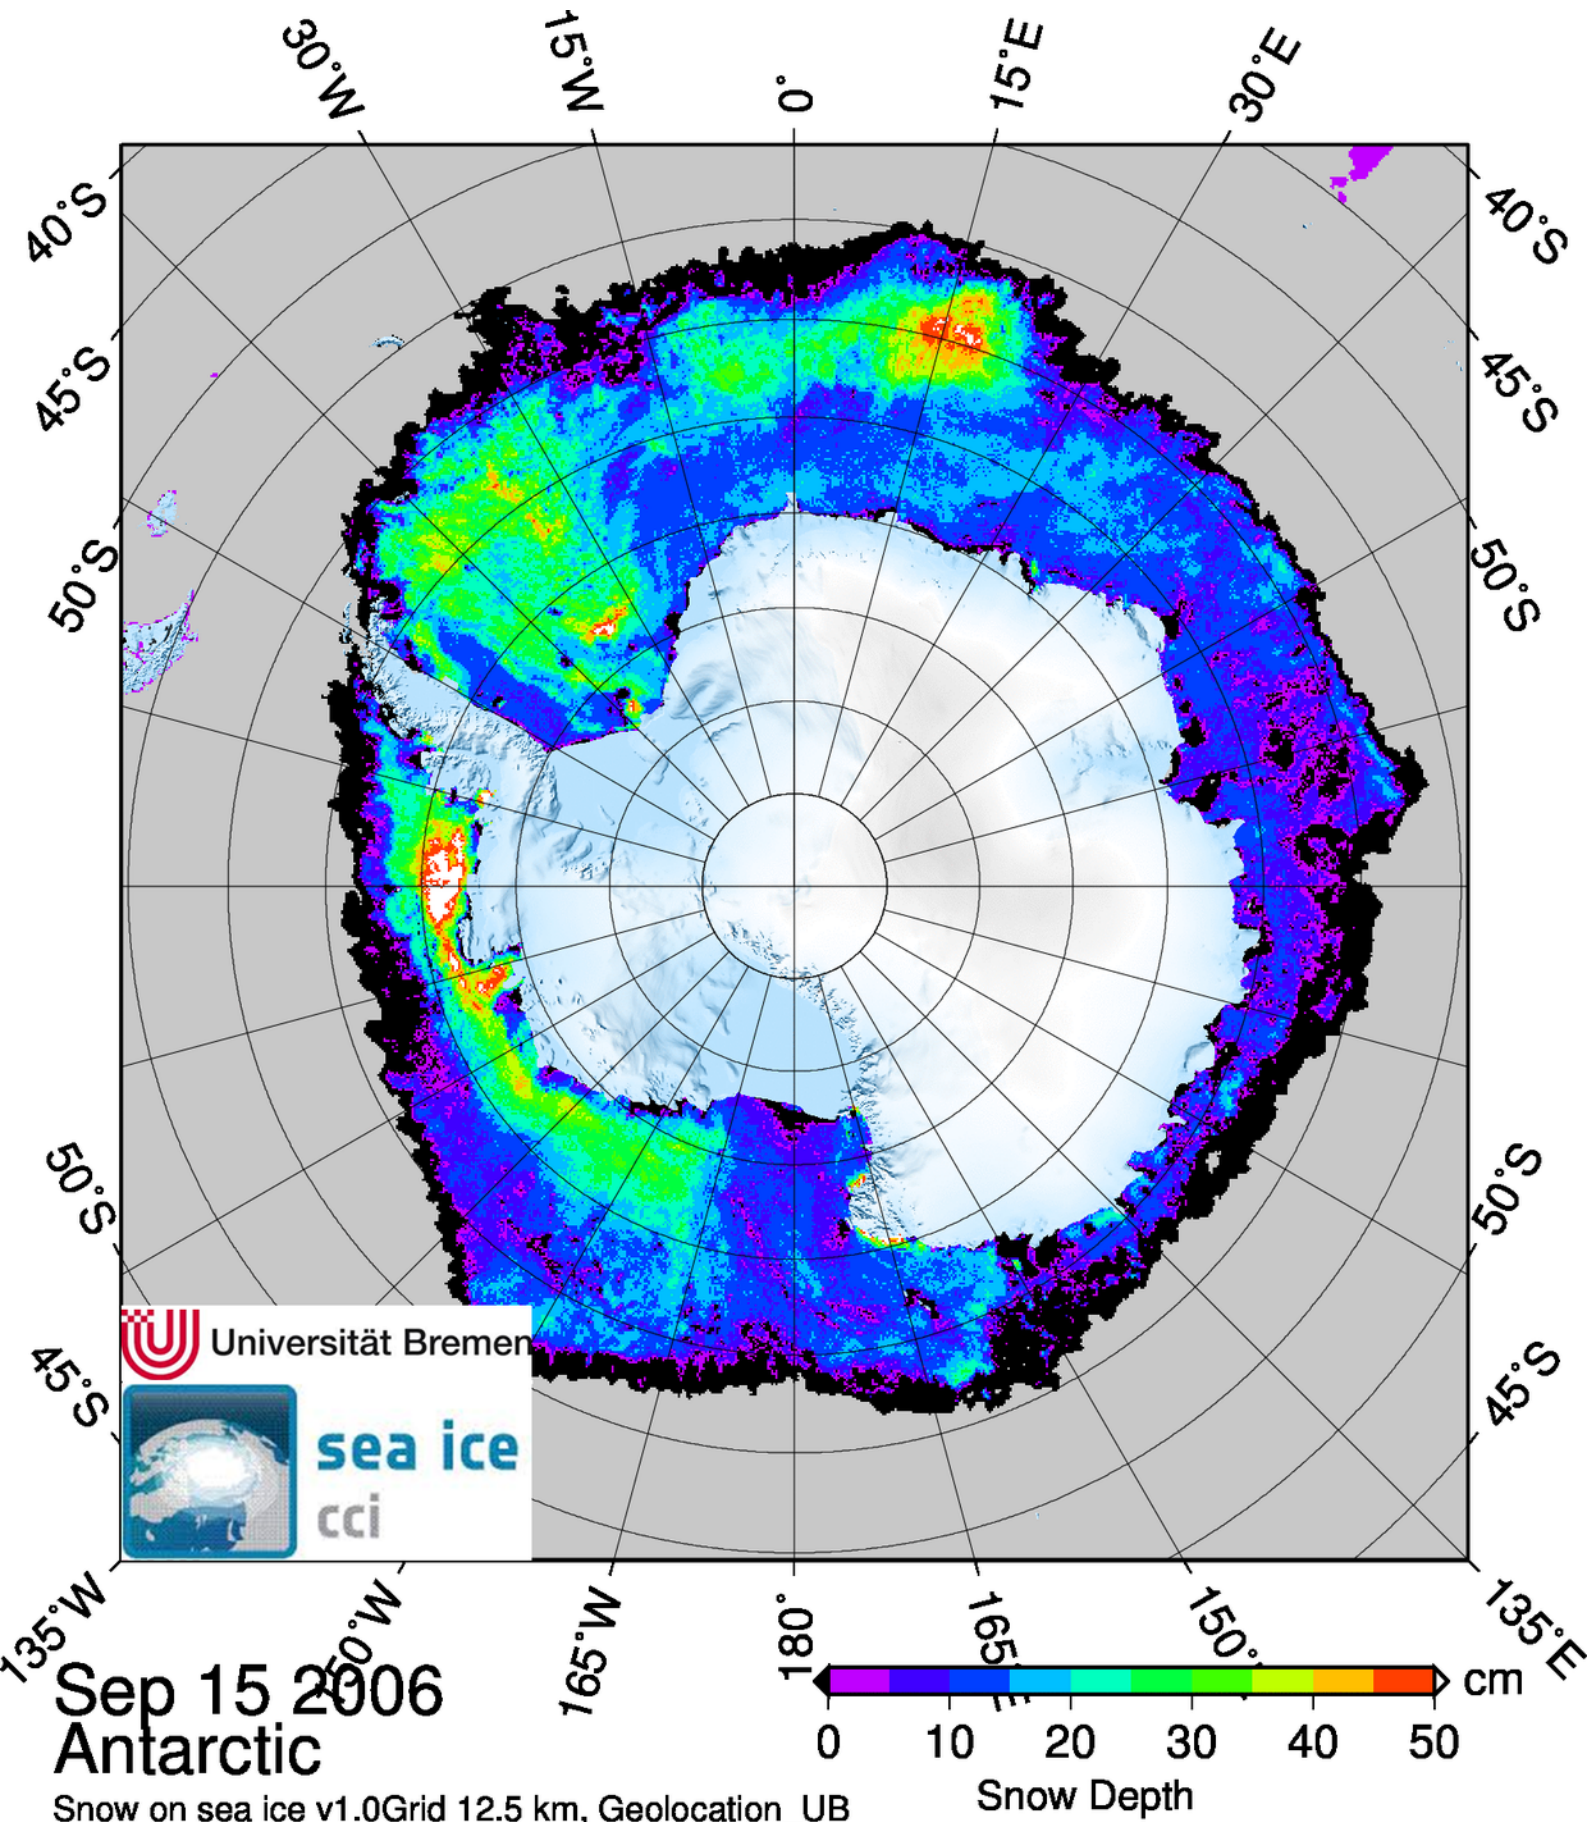 30°W 15°W 0° 15°E 30°E
40°S 40°S
45°S 45°S
50°S 50°S
50°S 50°S
45°S 45°S
Universität Bremen
sea ice
cci
135°W 165°W 180° 165° 150° 135°E
Sep 15 2006
Antarctic
Snow on sea ice v1.0Grid 12.5 km, Geolocation UB
cm
0 10 20 30 40 50
Snow Depth